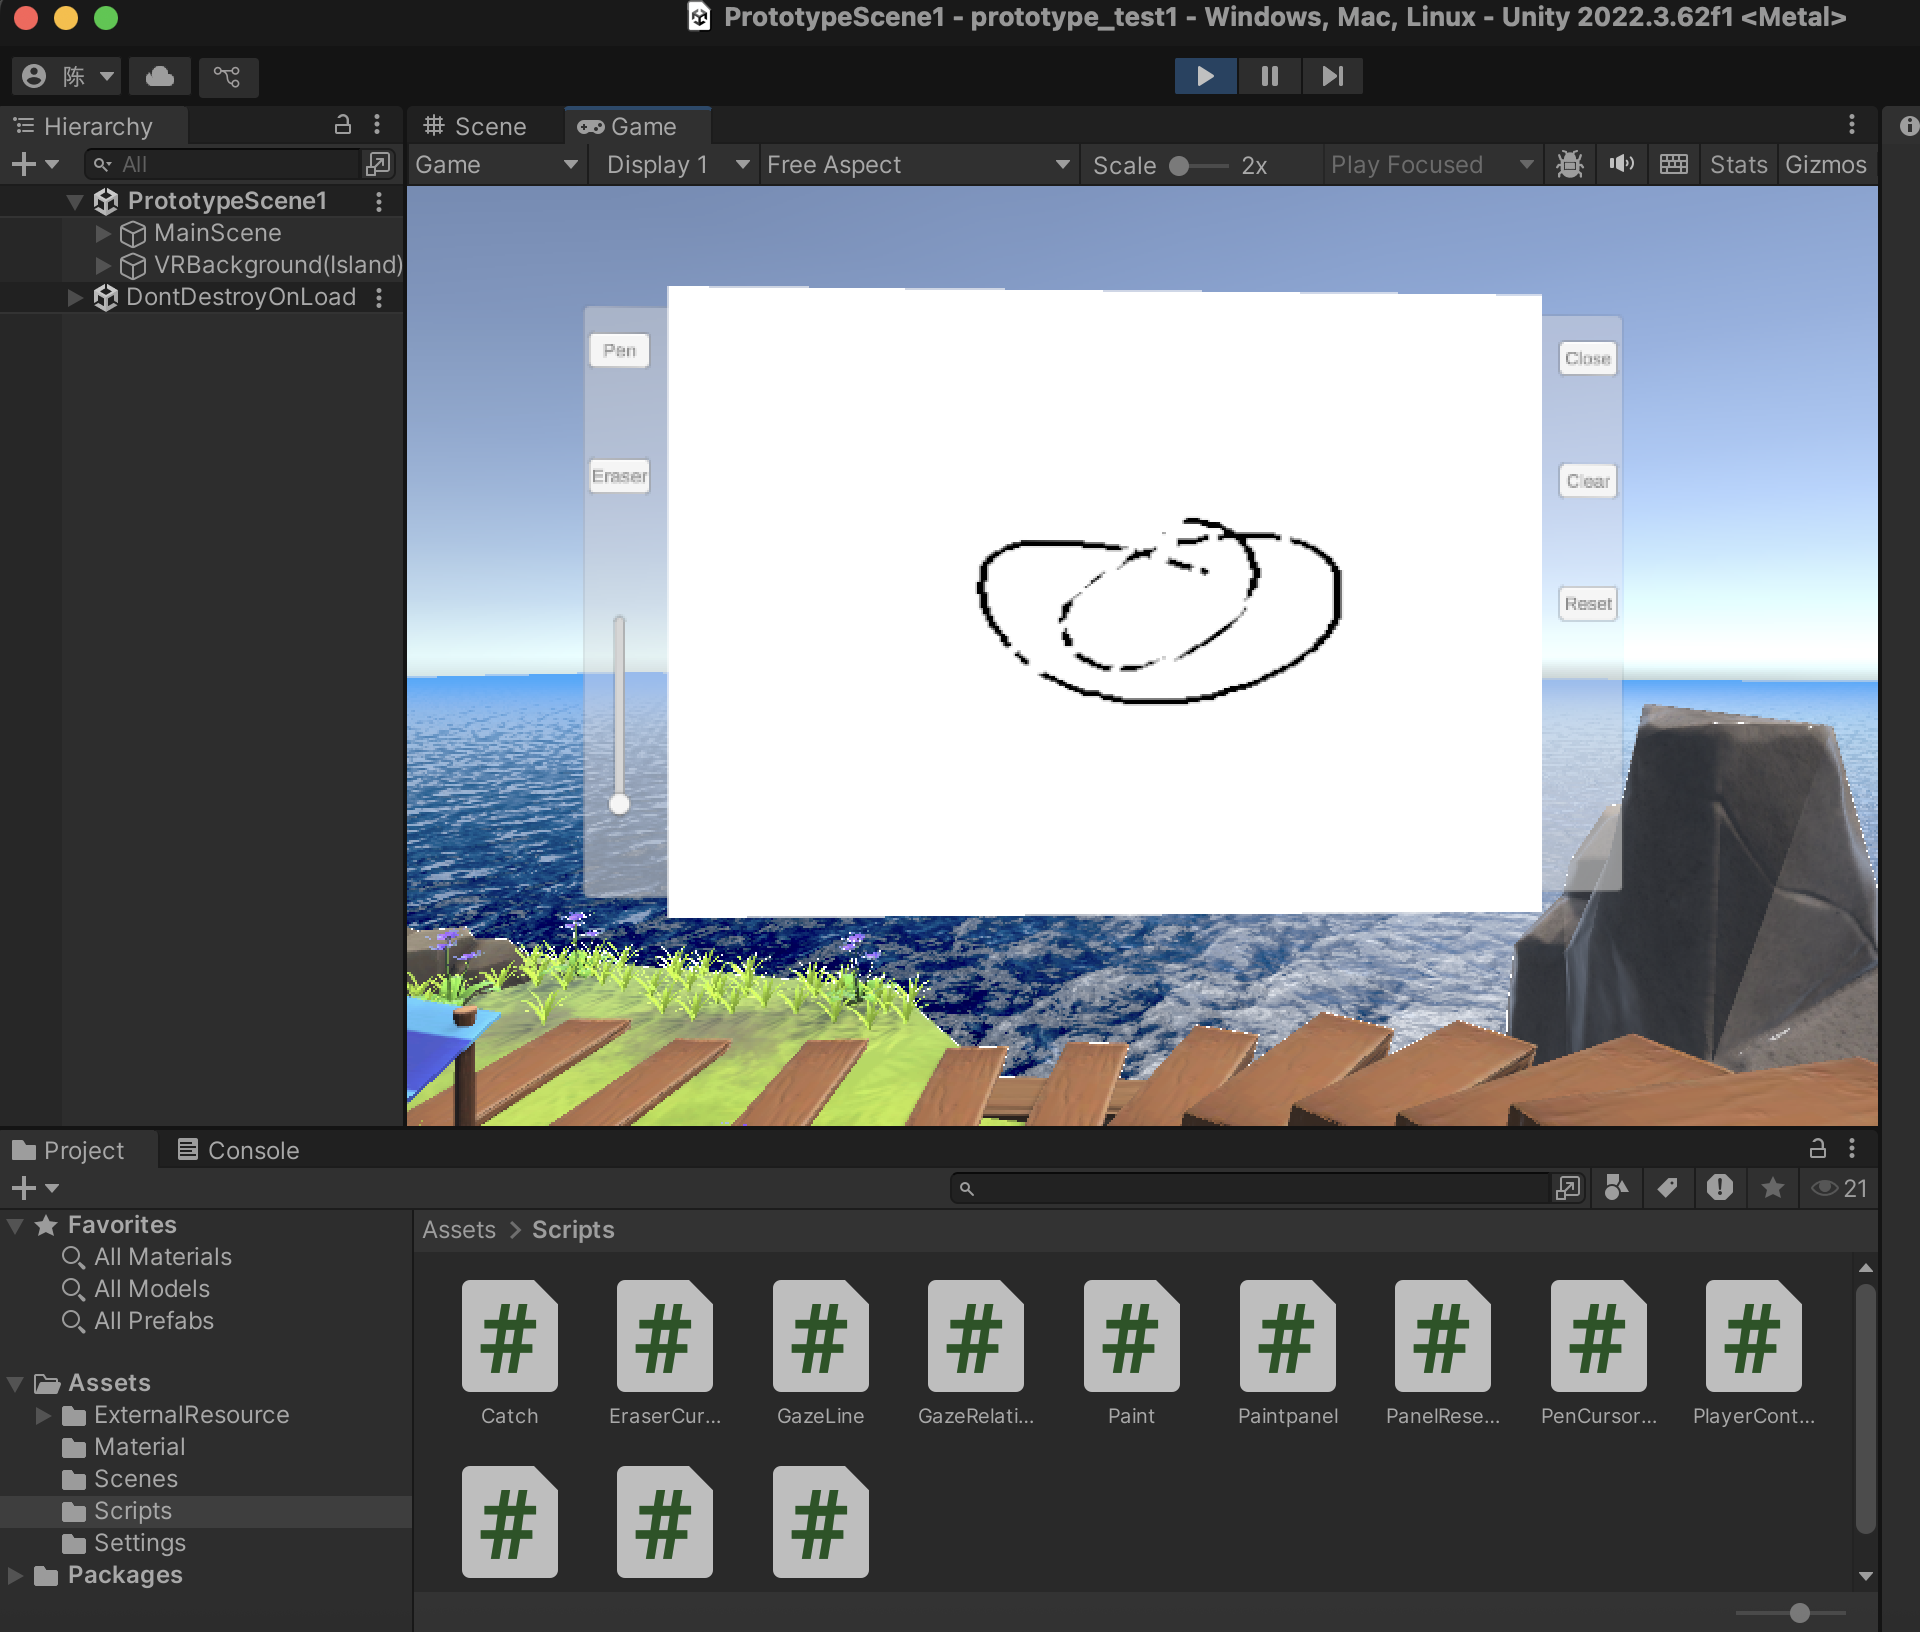 PrototypeScene1 - prototype_test1 - Windows, Mac, Linux - Unity 2022.3.62f1 <Metal>
陈
Hierarchy
All
PrototypeScene1
MainScene
VRBackground(Island)
DontDestroyOnLoad
Scene Game
Game Display 1 Free Aspect Scale 2x Play Focused Stats Gizmos
Pen
Eraser
Close
Clear
Reset
Project Console
21
Favorites
All Materials
All Models
All Prefabs
Assets
ExternalResource
Material
Scenes
Scripts
Settings
Packages
Assets > Scripts
Catch EraserCur... GazeLine GazeRelati... Paint Paintpanel PanelRese... PenCursor... PlayerCont...
# # # # # # # # #
# # #